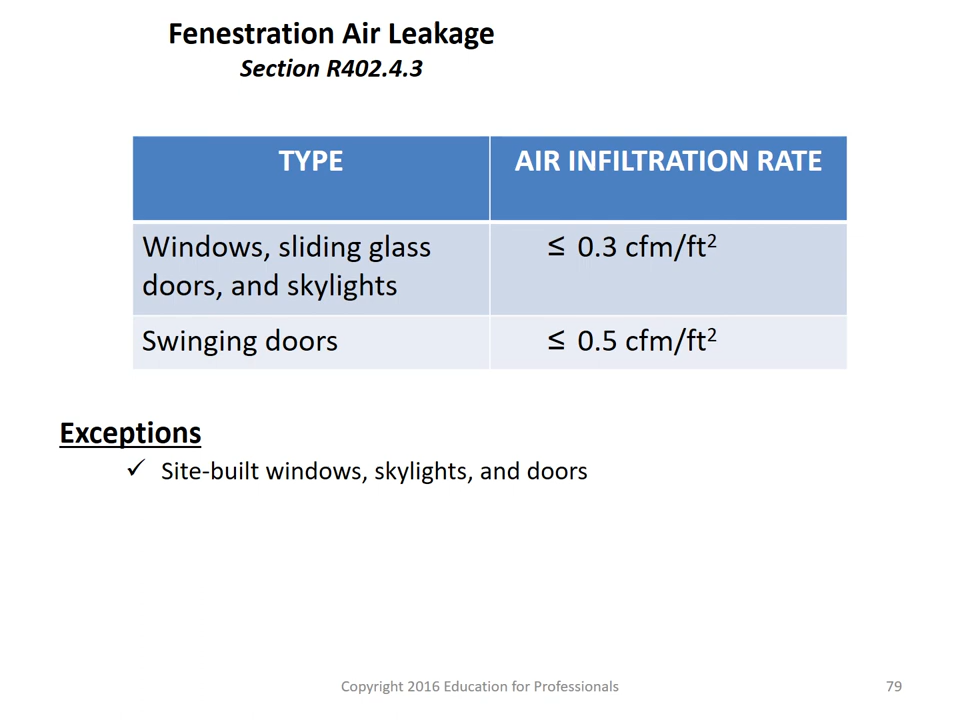 Fenestration Air Leakage
Section R402.4.3
TYPE
AIR INFILTRATION RATE
Windows, sliding glass
doors, and skylights
≤ 0.3 cfm/ft²
Swinging doors
≤ 0.5 cfm/ft²
Exceptions
✓ Site-built windows, skylights, and doors
Copyright 2016 Education for Professionals
79